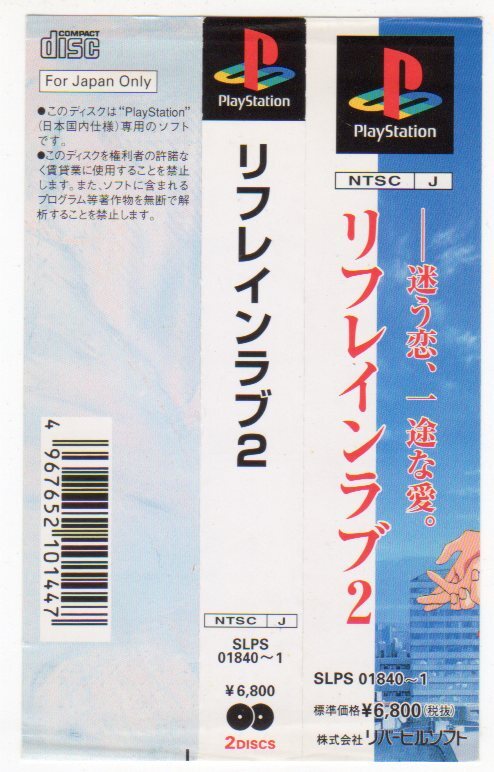 COMPACT
disc
For Japan Only
●このディスクは"PlayStation"
(日本国内仕様)専用のソフト
です。
●このディスクを権利者の許諾な
く賃貸業に使用することを禁止
します。また、ソフトに含まれる
プログラム等著作物を無断で解
析することを禁止します。
4967652101447
PlayStation
リフレインラブ2
NTSC J
SLPS
01840～1
¥6,800
2DISCS
PlayStation
NTSC J
――迷う恋、一途な愛。
リフレインラブ2
SLPS 01840～1
標準価格¥6,800(税抜)
株式会社リバーヒルソフト